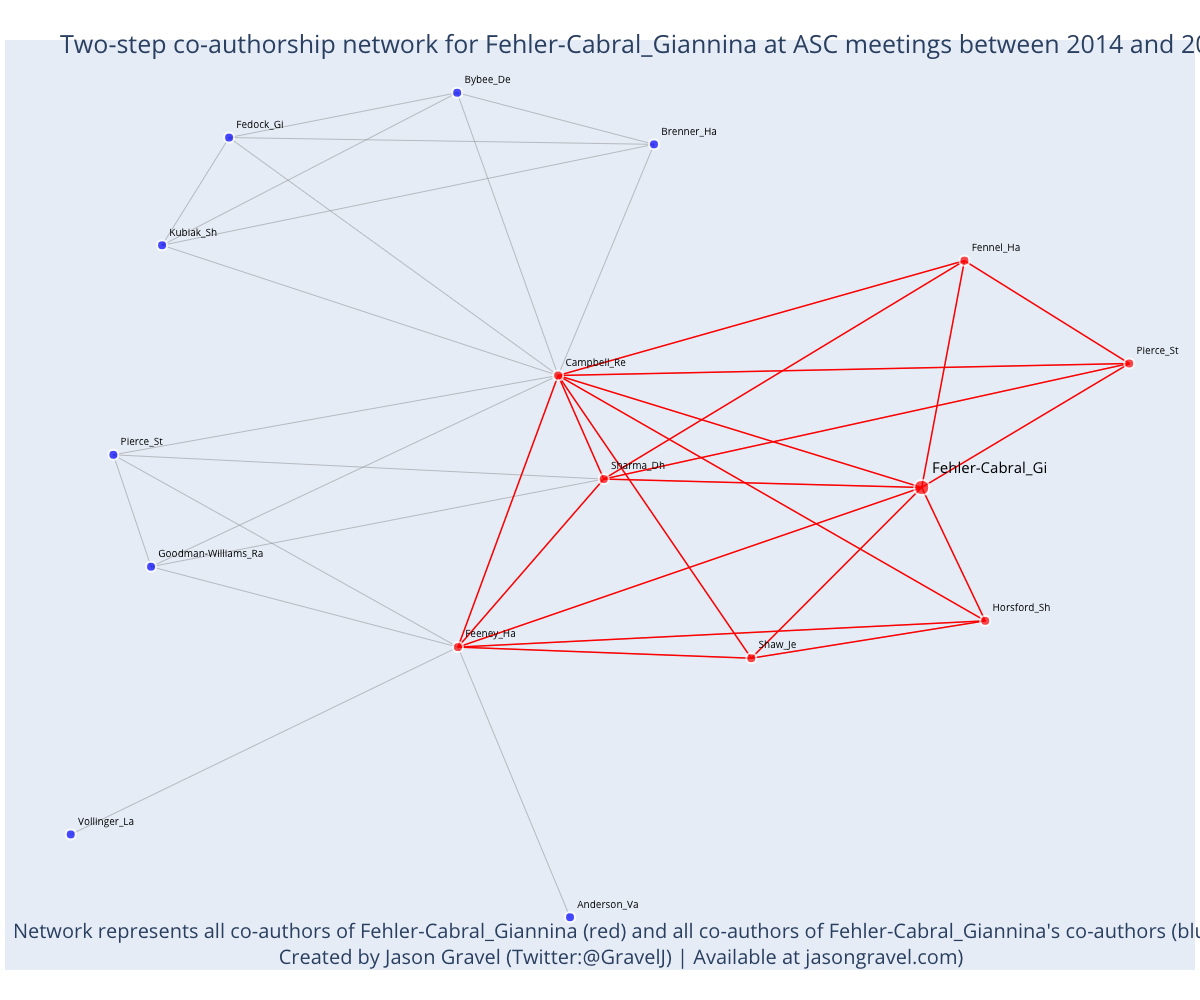 Two-step co-authorship network for Fehler-Cabral_Giannina at ASC meetings between 2014 and 20
Bybee_De
Fedock_Gi
Brenner_Ha
Kubiak_Sh
Fennel_Ha
Pierce_St
Campbell_Re
Pierce_St
Sharma_Dh
Fehler-Cabral_Gi
Goodman-Williams_Ra
Horsford_Sh
Feeney_Ha
Shaw_Je
Vollinger_La
Anderson_Va
Network represents all co-authors of Fehler-Cabral_Giannina (red) and all co-authors of Fehler-Cabral_Giannina's co-authors (blu
Created by Jason Gravel (Twitter:@GravelJ) | Available at jasongravel.com)